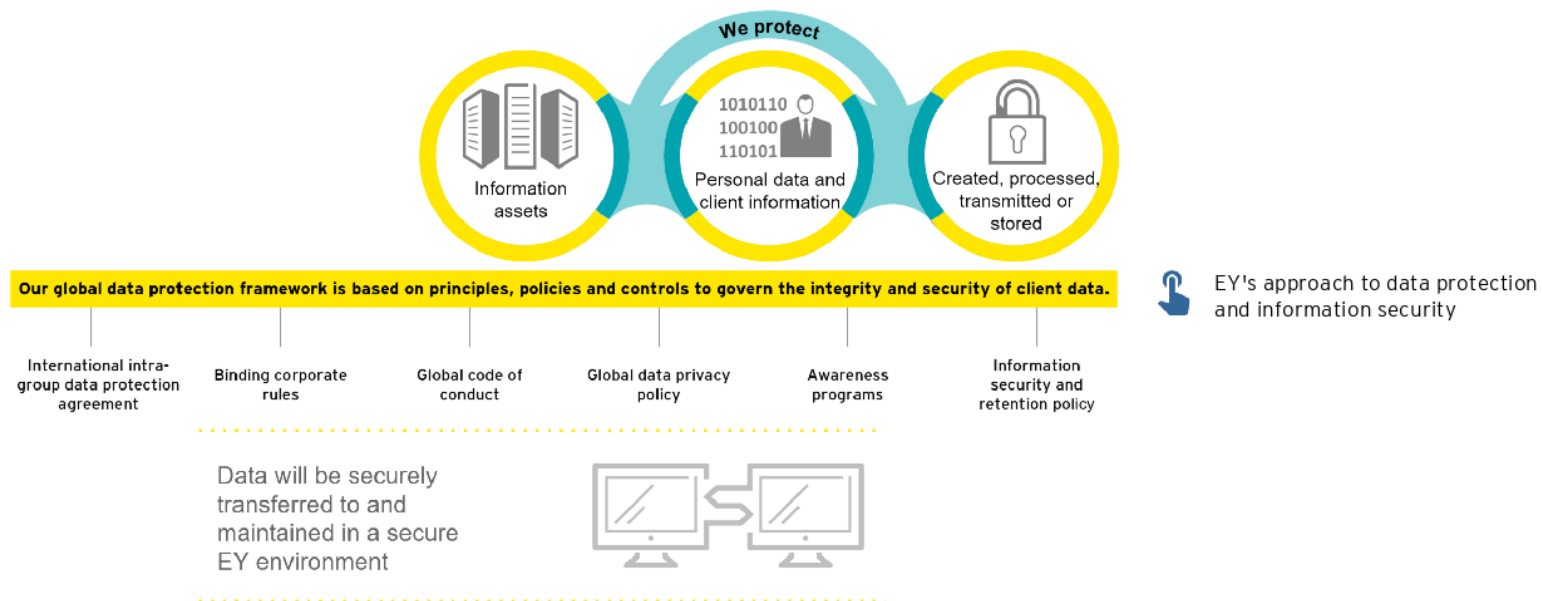 We protect
Information
assets
1010110
100100
110101
Personal data and
client information
Created, processed,
transmitted or
stored
Our global data protection framework is based on principles, policies and controls to govern the integrity and security of client data.
EY's approach to data protection
and information security
International intra-
group data protection
agreement
Binding corporate
rules
Global code of
conduct
Global data privacy
policy
Awareness
programs
Information
security and
retention policy
Data will be securely
transferred to and
maintained in a secure
EY environment